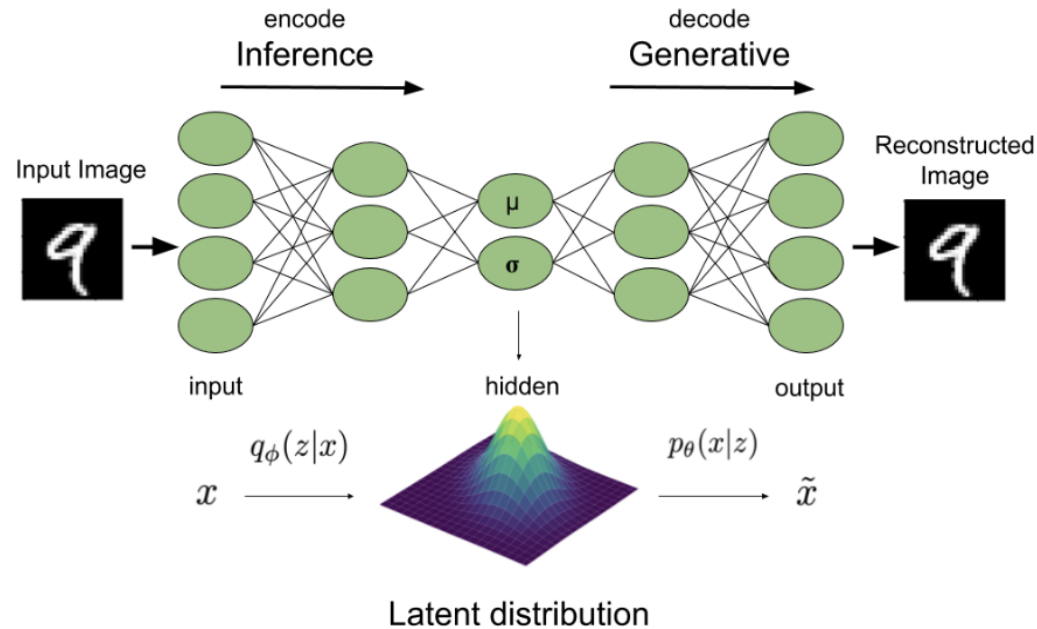 encode
Inference
decode
Generative
Input Image
Reconstructed
Image
μ
σ
input
hidden
output
q_ϕ(z|x)
p_θ(x|z)
x
x̃
Latent distribution